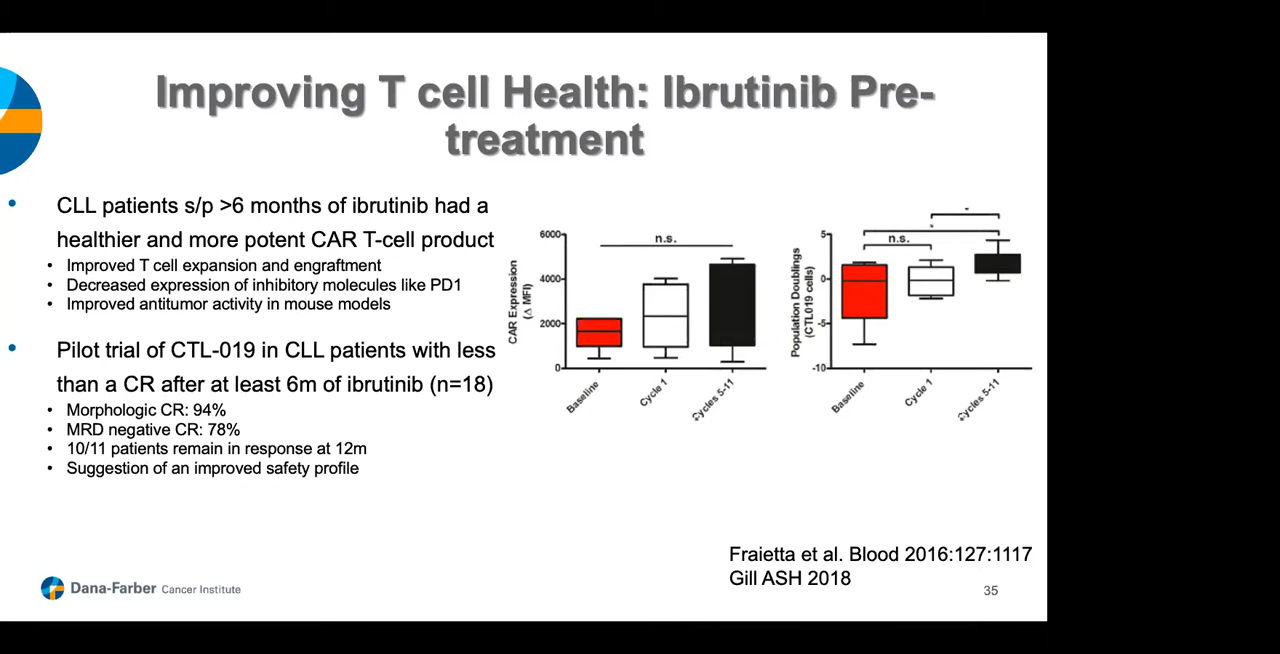 Improving T cell Health: Ibrutinib Pre-
treatment
• CLL patients s/p >6 months of ibrutinib had a
healthier and more potent CAR T-cell product
• Improved T cell expansion and engraftment
• Decreased expression of inhibitory molecules like PD1
• Improved antitumor activity in mouse models
• Pilot trial of CTL-019 in CLL patients with less
than a CR after at least 6m of ibrutinib (n=18)
• Morphologic CR: 94%
• MRD negative CR: 78%
• 10/11 patients remain in response at 12m
• Suggestion of an improved safety profile
CAR Expression
(Δ MFI)
6000
4000
2000
0
n.s.
Baseline
Cycle 1
Cycles 5-11
Population Doublings
(CTL019 cells)
5
0
-5
-10
n.s.
Baseline
Cycle 1
Cycles 5-11
Fraietta et al. Blood 2016:127:1117
Gill ASH 2018
Dana-Farber Cancer Institute
35